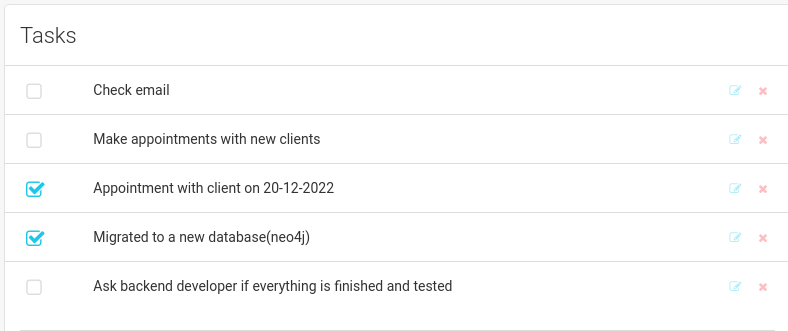 Tasks
Check email
Make appointments with new clients
Appointment with client on 20-12-2022
Migrated to a new database(neo4j)
Ask backend developer if everything is finished and tested